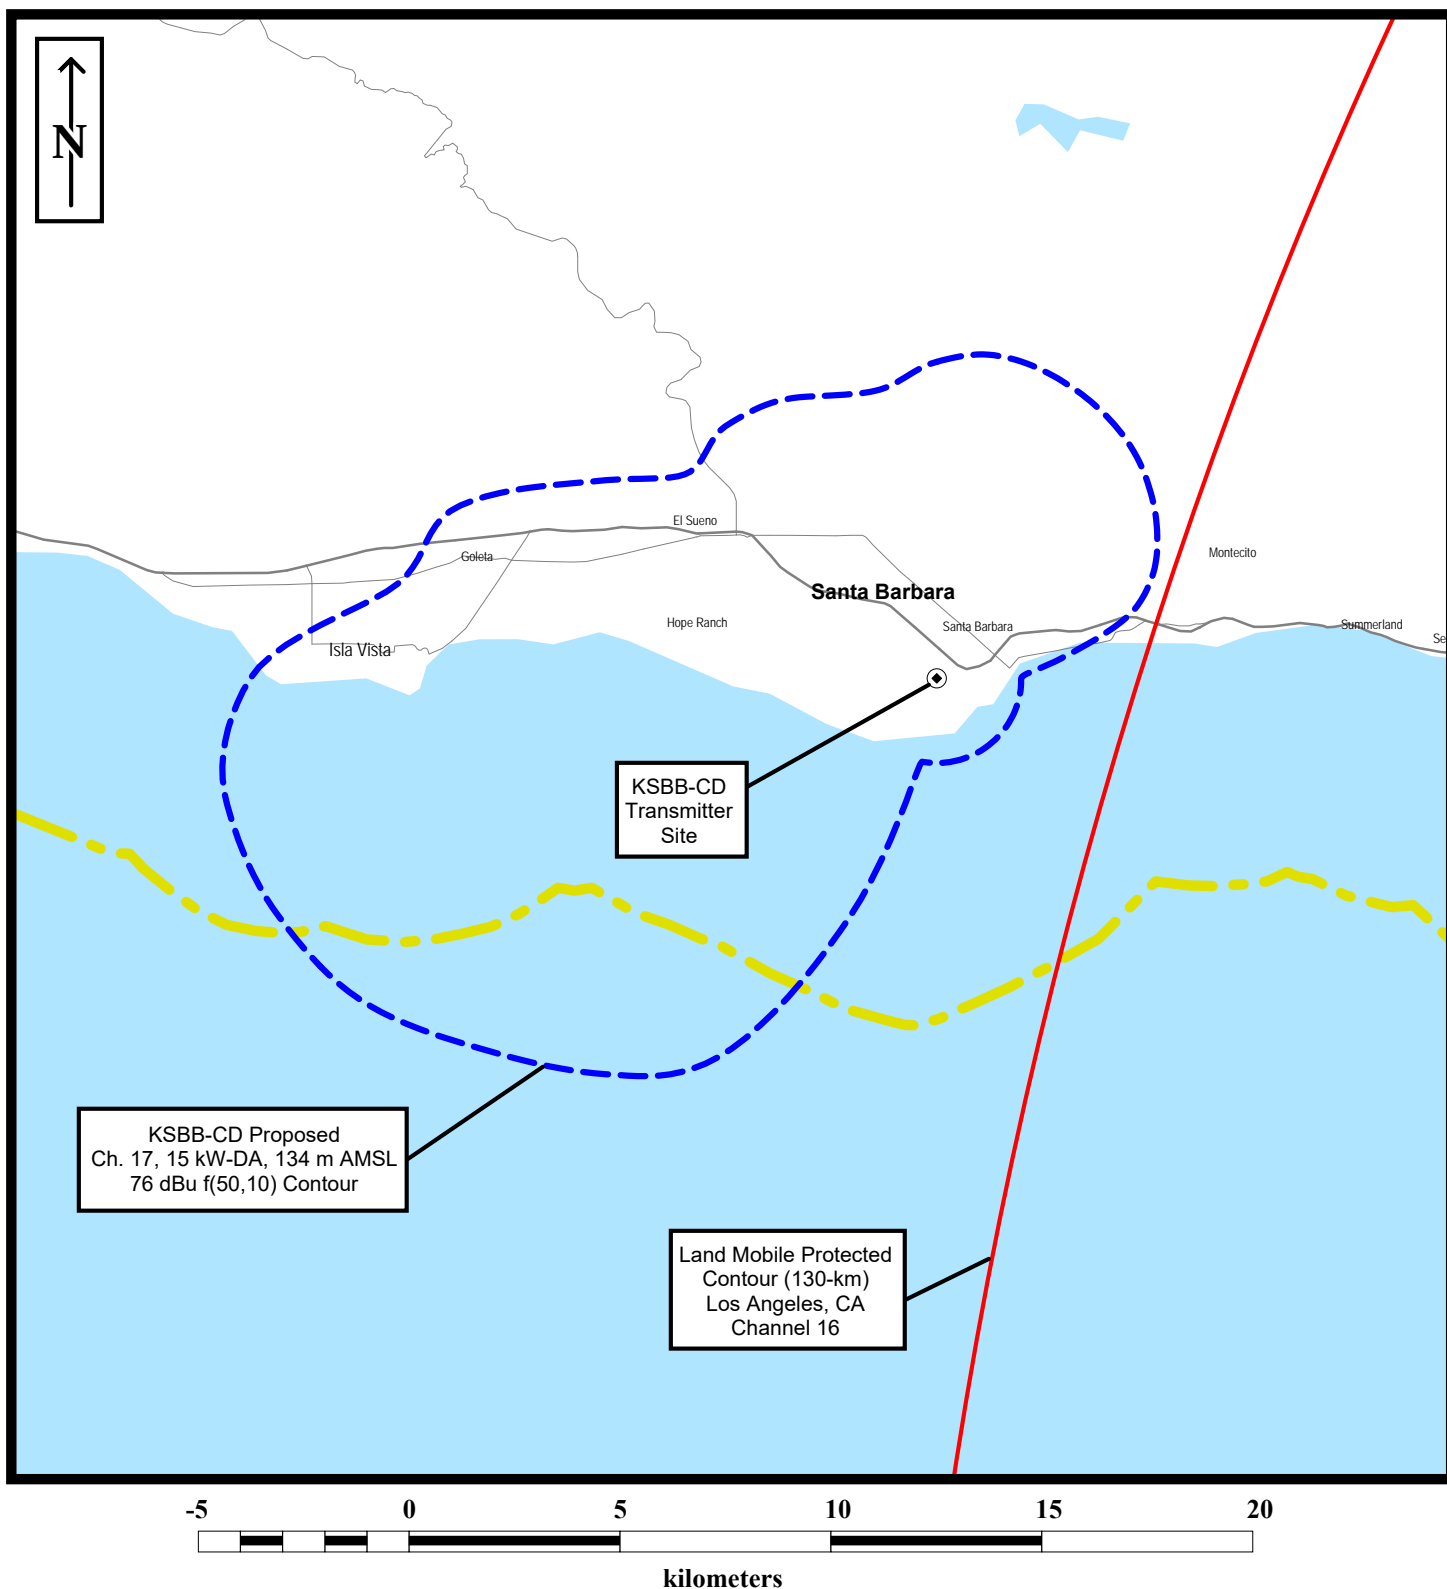 N
El Sueno
Goleta
Montecito
Santa Barbara
Hope Ranch
Santa Barbara
Summerland
Se
Isla Vista
KSBB-CD
Transmitter
Site
KSBB-CD Proposed
Ch. 17, 15 kW-DA, 134 m AMSL
76 dBu f(50,10) Contour
Land Mobile Protected
Contour (130-km)
Los Angeles, CA
Channel 16
-5 0 5 10 15 20
kilometers